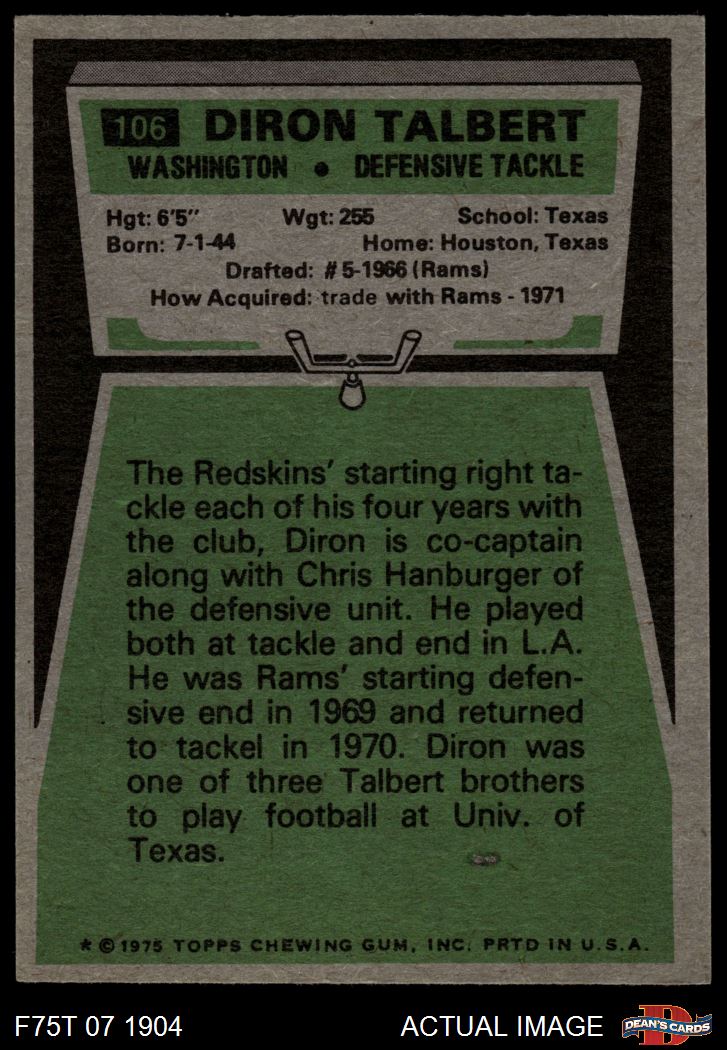 106 DIRON TALBERT
WASHINGTON • DEFENSIVE TACKLE
Hgt: 6'5" Wgt: 255 School: Texas
Born: 7-1-44 Home: Houston, Texas
Drafted: #5-1966 (Rams)
How Acquired: trade with Rams - 1971
The Redskins' starting right ta-
ckle each of his four years with
the club, Diron is co-captain
along with Chris Hanburger of
the defensive unit. He played
both at tackle and end in L.A.
He was Rams' starting defen-
sive end in 1969 and returned
to tackel in 1970. Diron was
one of three Talbert brothers
to play football at Univ. of
Texas.
* © 1975 TOPPS CHEWING GUM, INC. PRTD IN U.S.A.
F75T 07 1904 ACTUAL IMAGE D DEAN'S CARDS